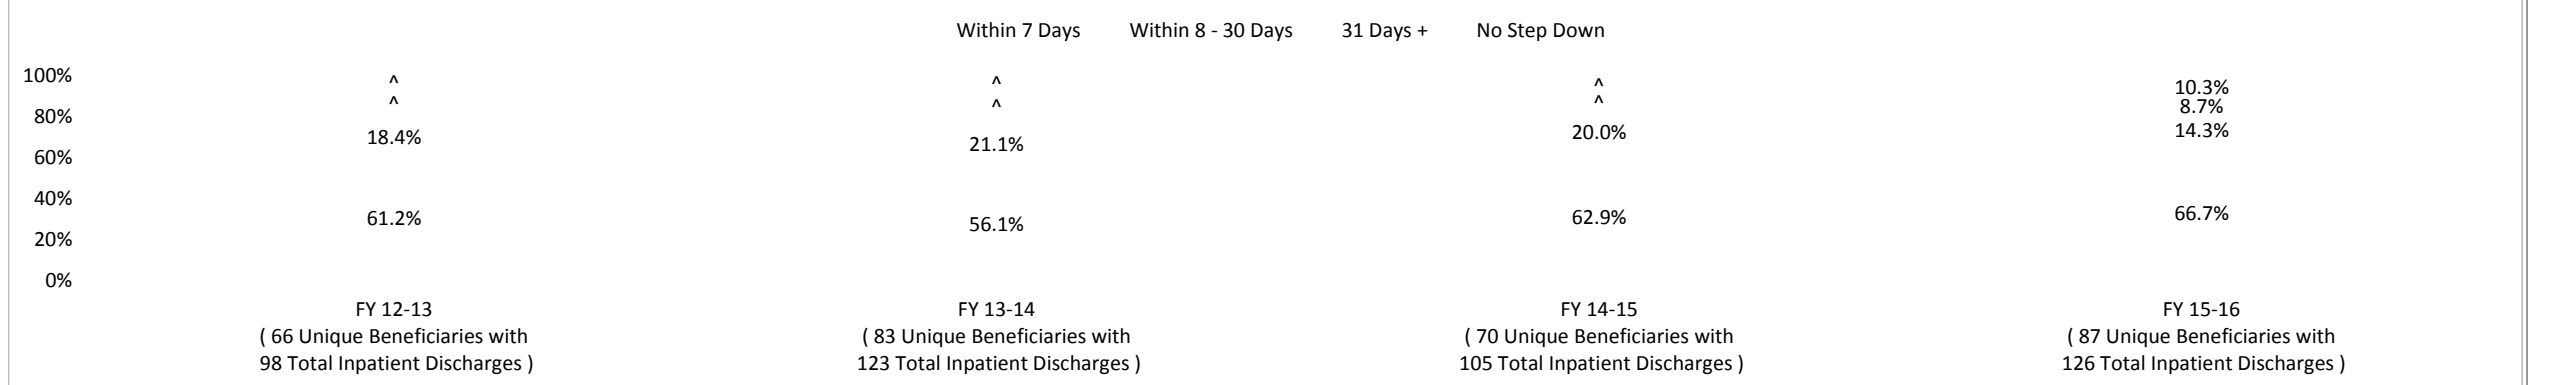 Within 7 Days Within 8 - 30 Days 31 Days + No Step Down
100% ^ ^ ^ 10.3%
^ ^ ^ 8.7%
80%
18.4% 21.1% 20.0% 14.3%
60%
40%
61.2% 56.1% 62.9% 66.7%
20%
0%
FY 12-13 FY 13-14 FY 14-15 FY 15-16
( 66 Unique Beneficiaries with ( 83 Unique Beneficiaries with ( 70 Unique Beneficiaries with ( 87 Unique Beneficiaries with
98 Total Inpatient Discharges ) 123 Total Inpatient Discharges ) 105 Total Inpatient Discharges ) 126 Total Inpatient Discharges )